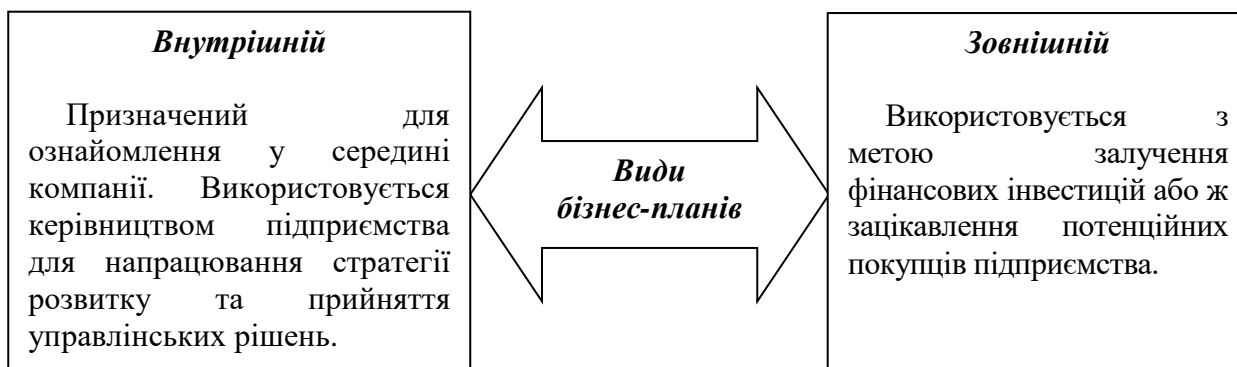 Внутрішній
Призначений для
ознайомлення у середині
компанії. Використовується
керівництвом підприємства
для напрацювання стратегії
розвитку та прийняття
управлінських рішень.
Види
бізнес-планів
Зовнішній
Використовується з
метою залучення
фінансових інвестицій або ж
зацікавлення потенційних
покупців підприємства.